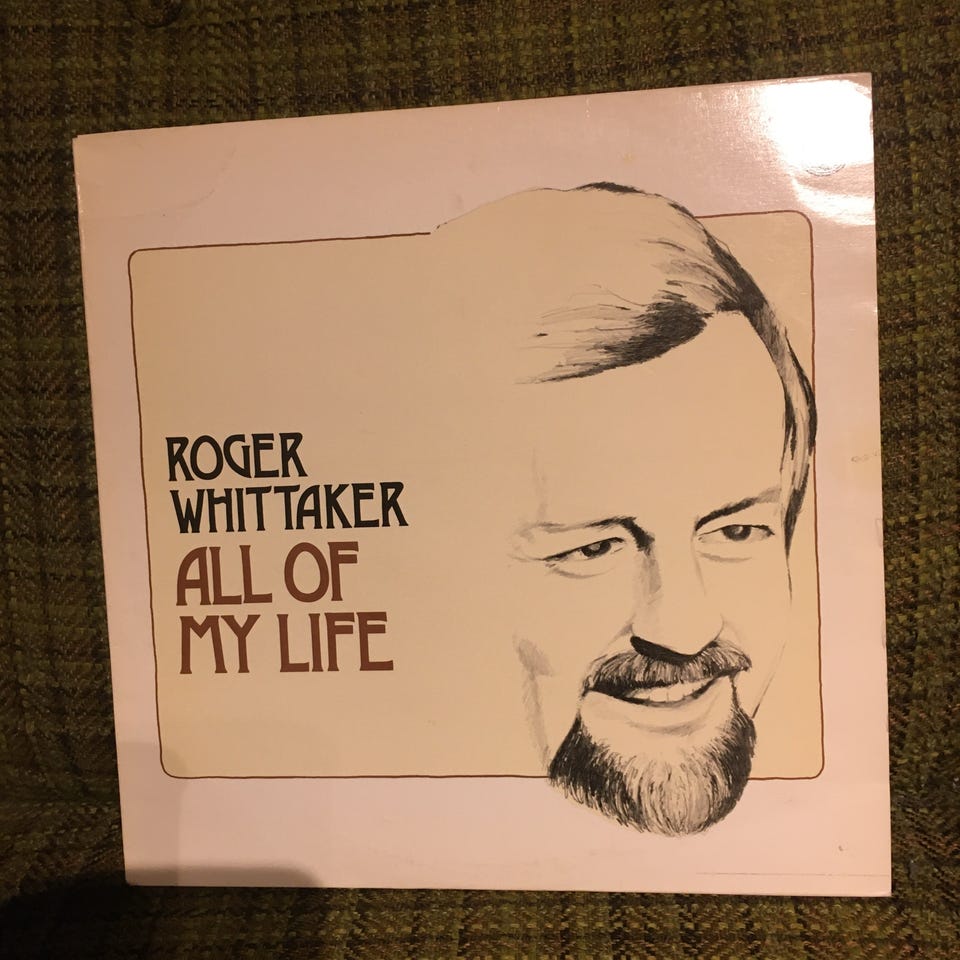 ROGER
WHITTAKER
ALL OF
MY LIFE